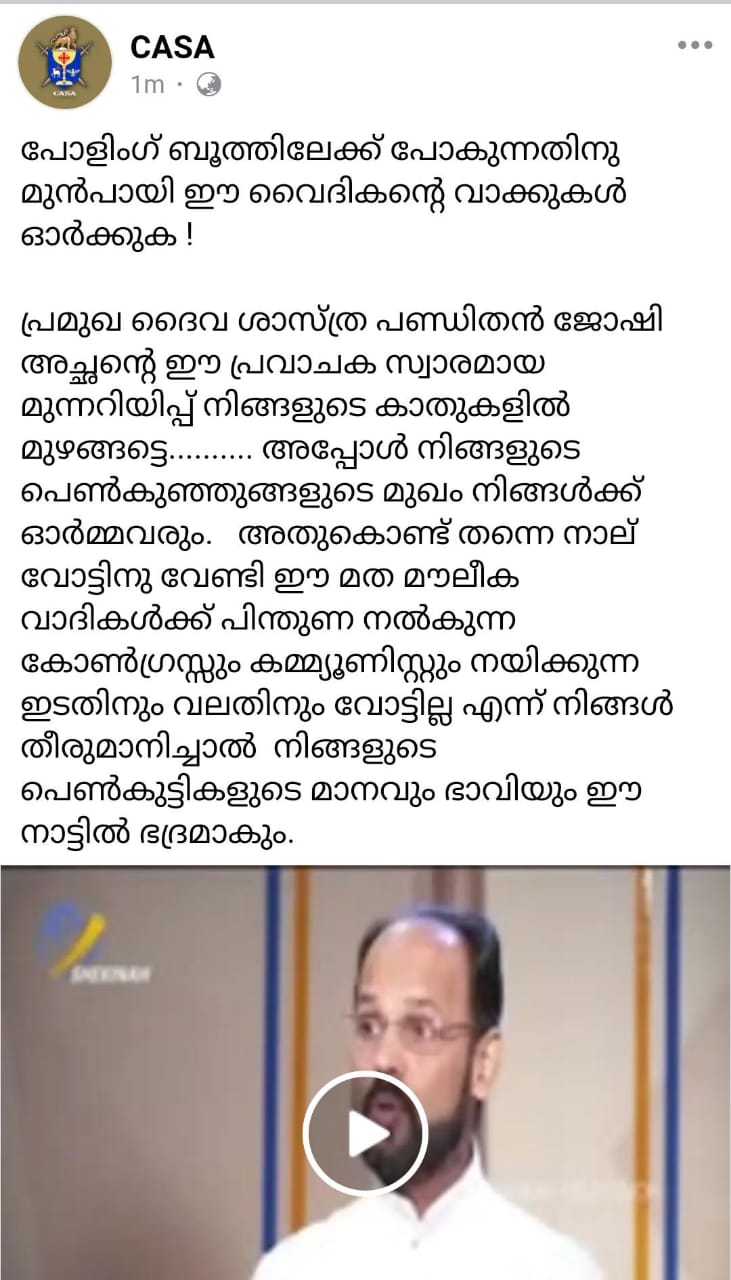 CASA
CASA
1m ·
പോളിംഗ് ബൂത്തിലേക്ക് പോകുന്നതിനു
മുൻപായി ഈ വൈദികന്റെ വാക്കുകൾ
ഓർക്കുക !
പ്രമുഖ ദൈവ ശാസ്ത്ര പണ്ഡിതൻ ജോഷി
അച്ഛന്റെ ഈ പ്രവാചക സ്വാരമായ
മുന്നറിയിപ്പ് നിങ്ങളുടെ കാതുകളിൽ
മുഴങ്ങട്ടെ.......... അപ്പോൾ നിങ്ങളുടെ
പെൺകുഞ്ഞുങ്ങളുടെ മുഖം നിങ്ങൾക്ക്
ഓർമ്മവരും. അതുകൊണ്ട് തന്നെ നാല്
വോട്ടിനു വേണ്ടി ഈ മത മൗലീക
വാദികൾക്ക് പിന്തുണ നൽകുന്ന
കോൺഗ്രസ്സും കമ്മ്യൂണിസ്റ്റും നയിക്കുന്ന
ഇടതിനും വലതിനും വോട്ടില്ല എന്ന് നിങ്ങൾ
തീരുമാനിച്ചാൽ നിങ്ങളുടെ
പെൺകുട്ടികളുടെ മാനവും ഭാവിയും ഈ
നാട്ടിൽ ഭദ്രമാകും.
SHEKINAH